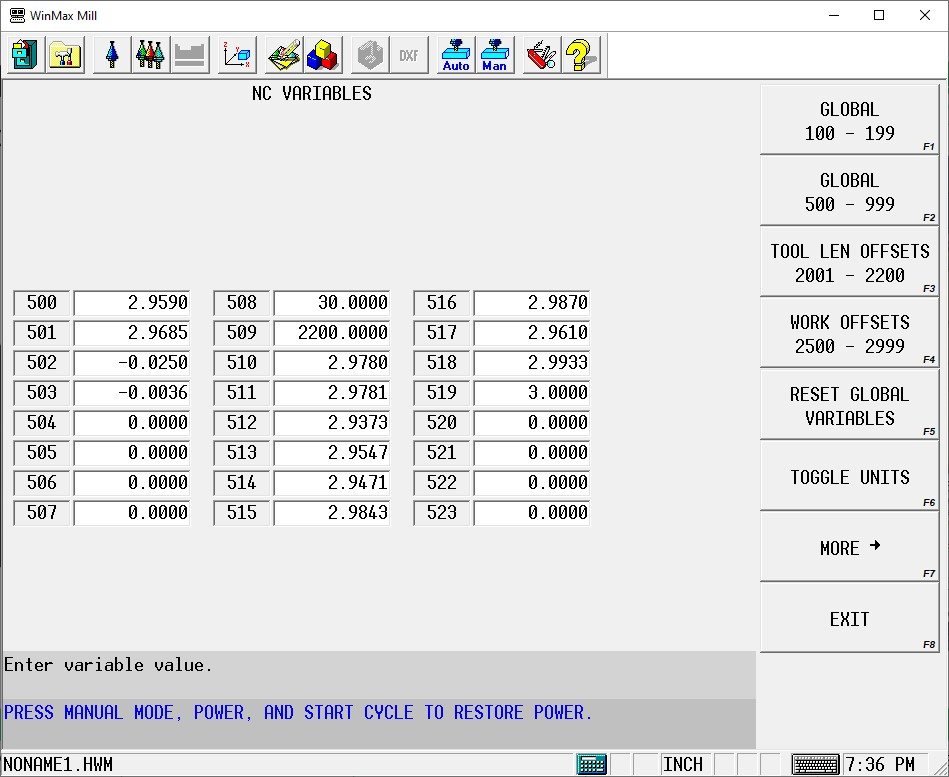 WinMax Mill
DXF
Auto
Man
NC VARIABLES
GLOBAL
100 - 199
F1
GLOBAL
500 - 999
F2
TOOL LEN OFFSETS
2001 - 2200
F3
WORK OFFSETS
2500 - 2999
F4
RESET GLOBAL
VARIABLES
F5
TOGGLE UNITS
F6
MORE →
F7
EXIT
F8
500 2.9590 508 30.0000 516 2.9870
501 2.9685 509 2200.0000 517 2.9610
502 -0.0250 510 2.9780 518 2.9933
503 -0.0036 511 2.9781 519 3.0000
504 0.0000 512 2.9373 520 0.0000
505 0.0000 513 2.9547 521 0.0000
506 0.0000 514 2.9471 522 0.0000
507 0.0000 515 2.9843 523 0.0000
Enter variable value.
PRESS MANUAL MODE, POWER, AND START CYCLE TO RESTORE POWER.
NONAME1.HWM
INCH
7:36 PM